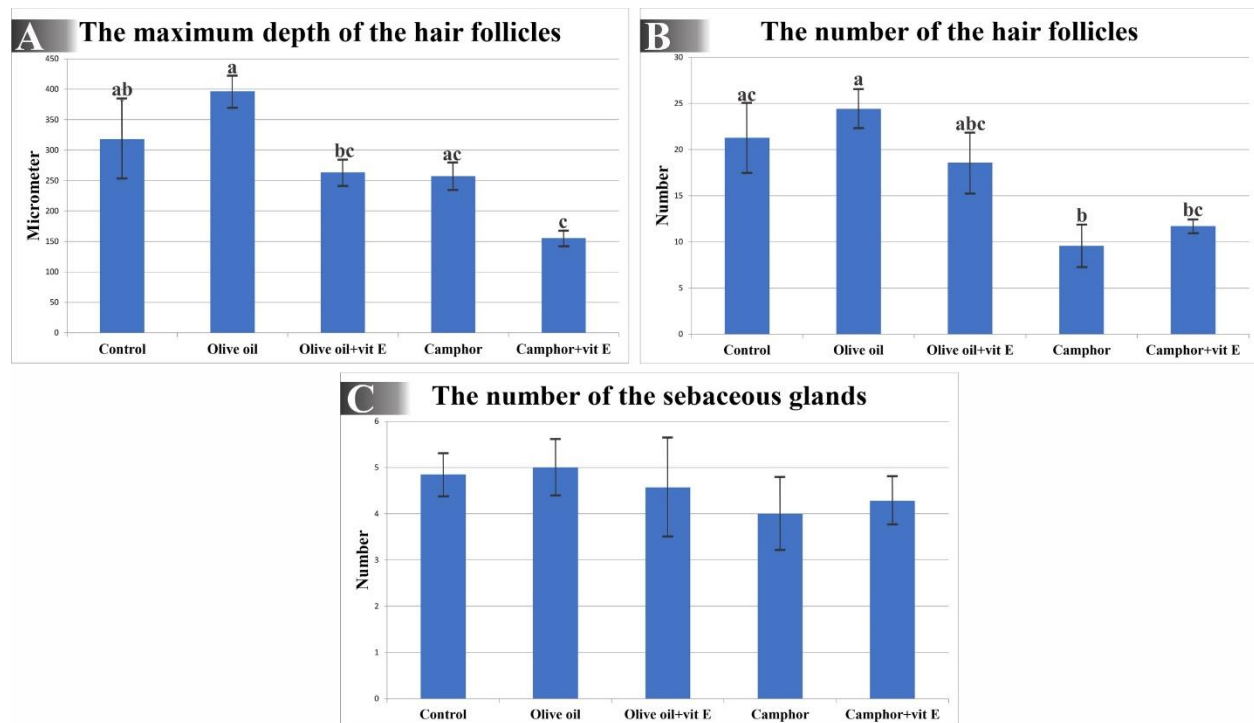 A The maximum depth of the hair follicles
Micrometer
450
400
350
300
250
200
150
100
50
0
ab
a
bc
ac
c
Control Olive oil Olive oil+vit E Camphor Camphor+vit E
B The number of the hair follicles
Number
30
25
20
15
10
5
0
ac
a
abc
b
bc
Control Olive oil Olive oil+vit E Camphor Camphor+vit E
C The number of the sebaceous glands
Number
6
5
4
3
2
1
0
Control Olive oil Olive oil+vit E Camphor Camphor+vit E